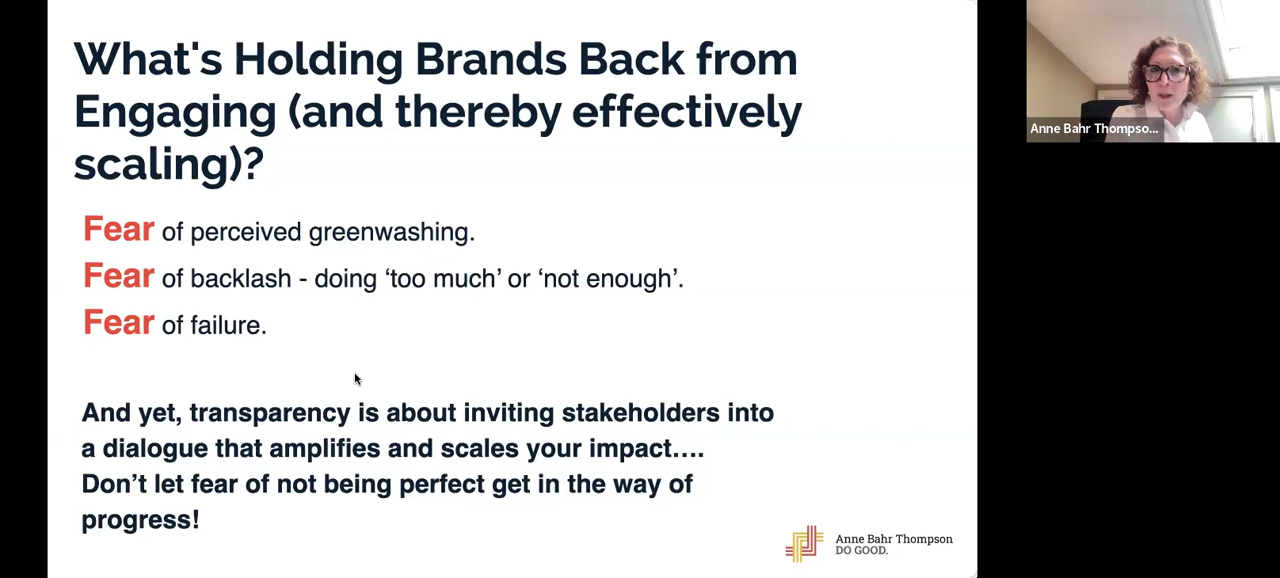 What's Holding Brands Back from
Engaging (and thereby effectively
scaling)?
Fear of perceived greenwashing.
Fear of backlash - doing ‘too much’ or ‘not enough’.
Fear of failure.
And yet, transparency is about inviting stakeholders into
a dialogue that amplifies and scales your impact….
Don’t let fear of not being perfect get in the way of
progress!
Anne Bahr Thompson
DO GOOD.
Anne Bahr Thompso...